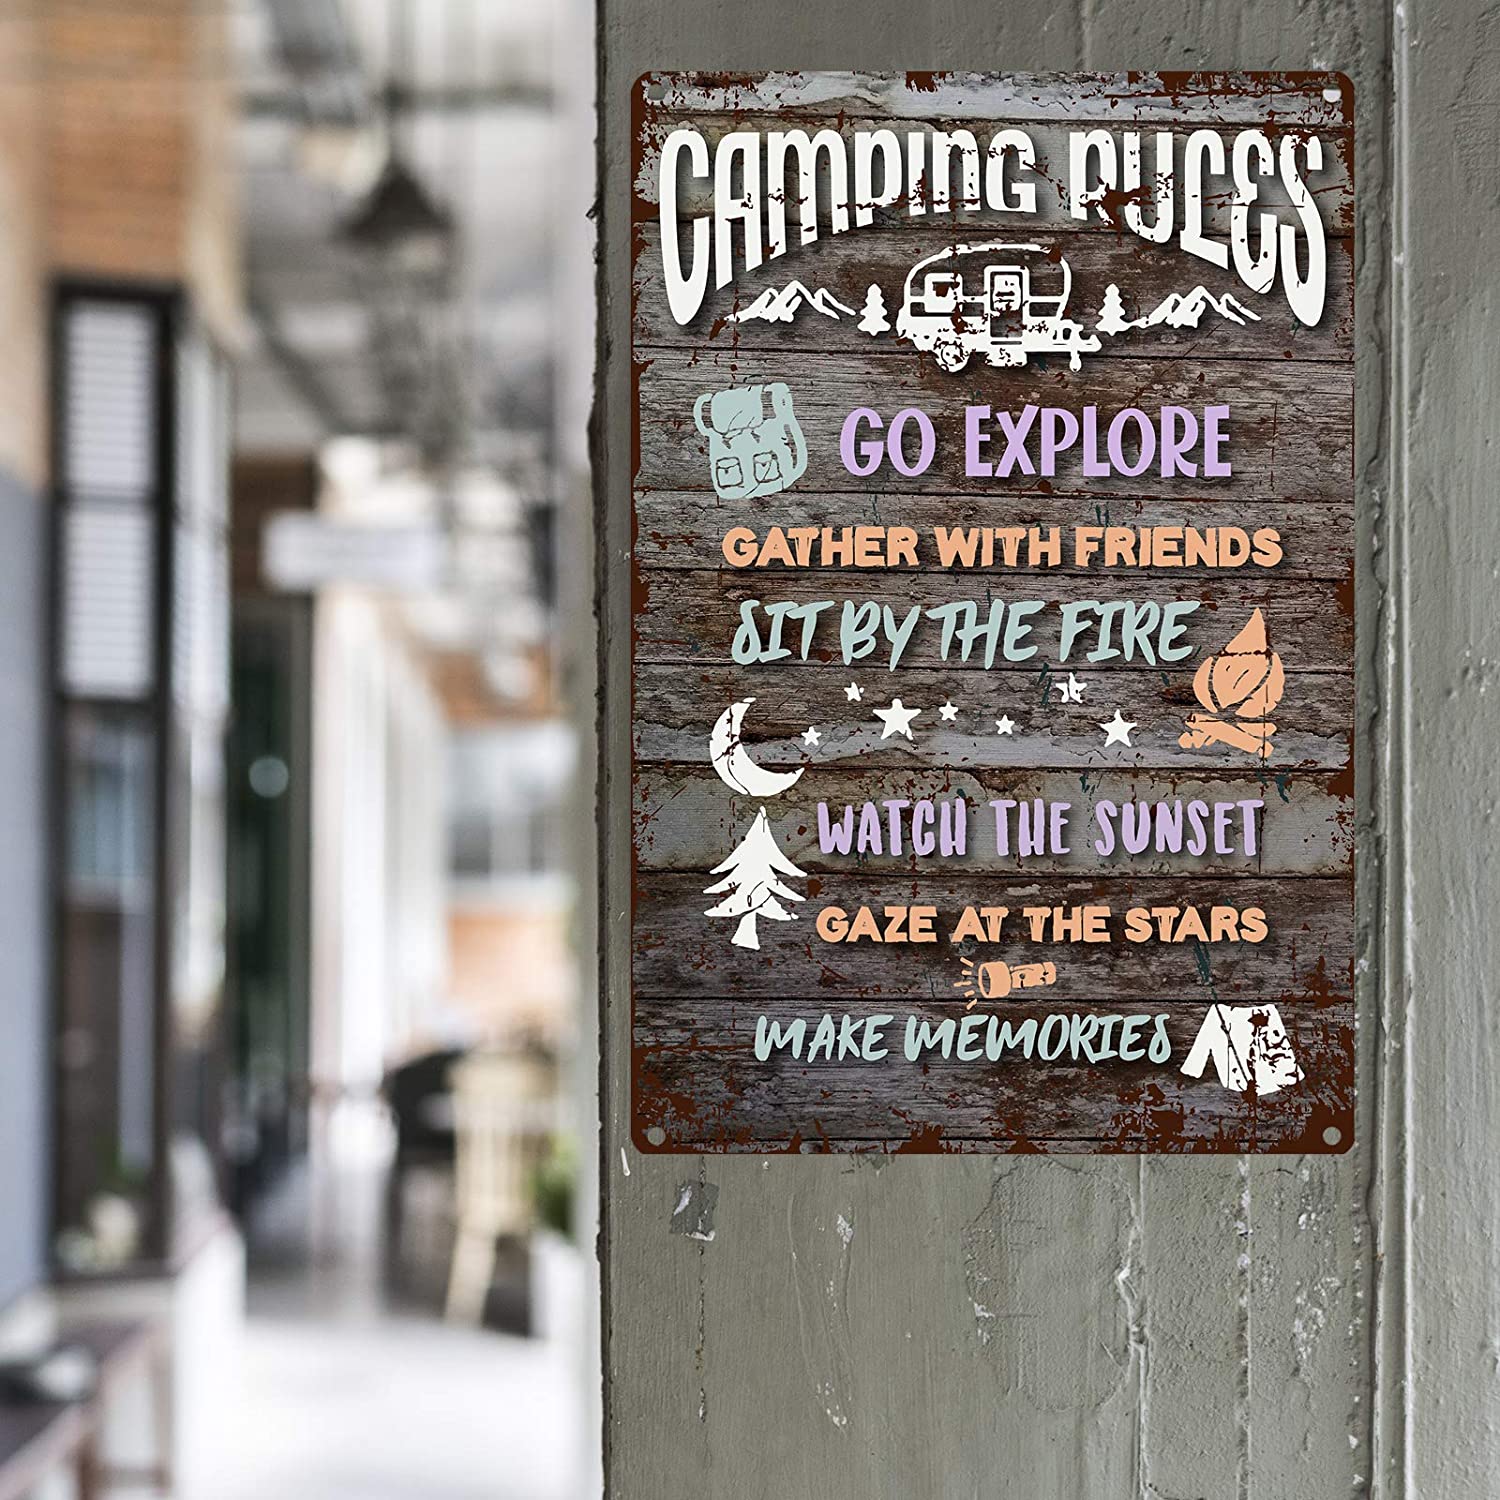 CAMPING RULES
GO EXPLORE
GATHER WITH FRIENDS
SIT BY THE FIRE
WATCH THE SUNSET
GAZE AT THE STARS
MAKE MEMORIES